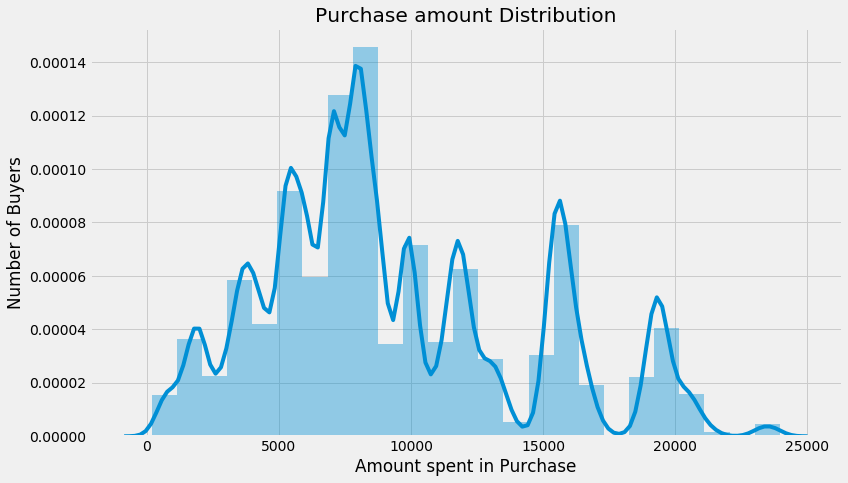 Purchase amount Distribution
Number of Buyers
0.00014
0.00012
0.00010
0.00008
0.00006
0.00004
0.00002
0.00000
0 5000 10000 15000 20000 25000
Amount spent in Purchase